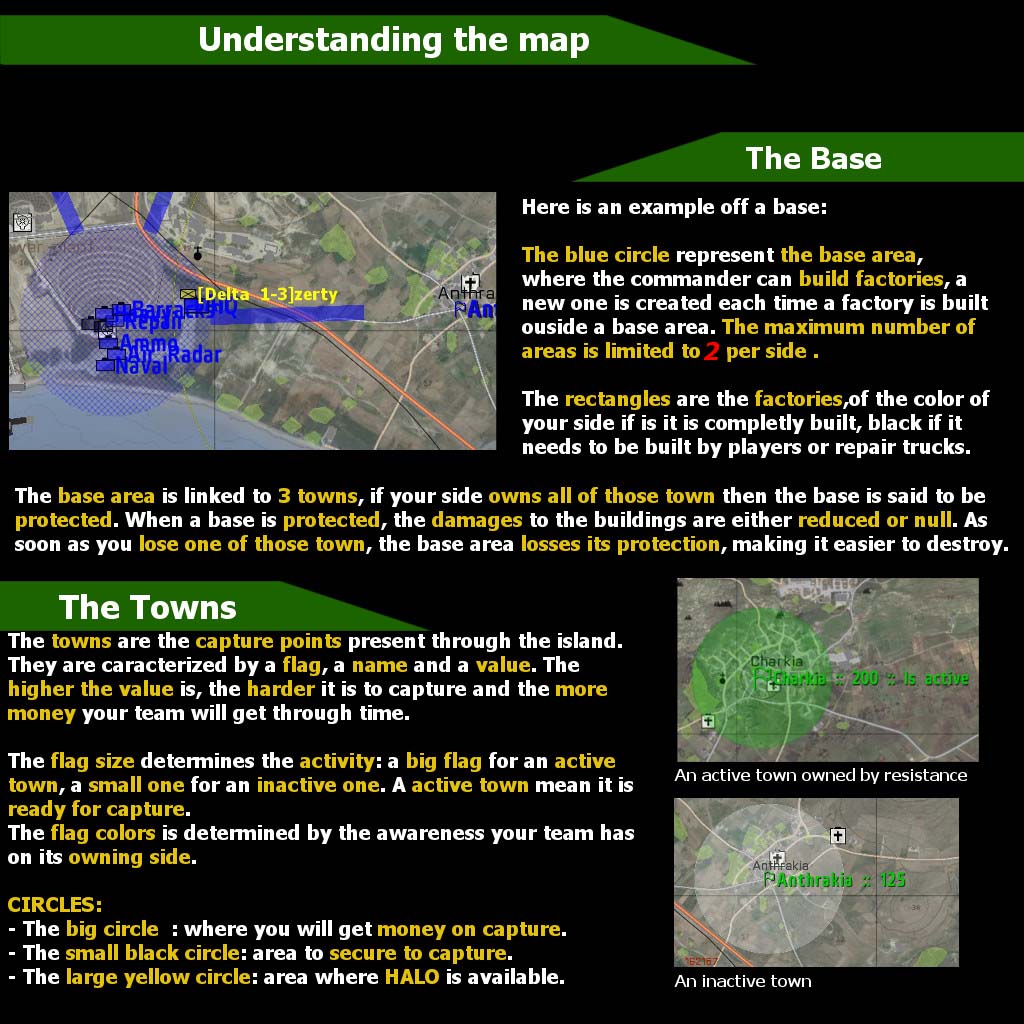 Understanding the map
The Base
Here is an example off a base:
The blue circle represent the base area,
where the commander can build factories, a
new one is created each time a factory is built
ouside a base area. The maximum number of
areas is limited to 2 per side .
The rectangles are the factories,of the color of
your side if is it is completly built, black if it
needs to be built by players or repair trucks.
[Delta 1-3]zerty
HQ
Barracks
Repair
Ammo
Air Radar
Naval
Anthra
An
The base area is linked to 3 towns, if your side owns all of those town then the base is said to be
protected. When a base is protected, the damages to the buildings are either reduced or null. As
soon as you lose one of those town, the base area losses its protection, making it easier to destroy.
The Towns
The towns are the capture points present through the island.
They are caracterized by a flag, a name and a value. The
higher the value is, the harder it is to capture and the more
money your team will get through time.
The flag size determines the activity: a big flag for an active
town, a small one for an inactive one. A active town mean it is
ready for capture.
The flag colors is determined by the awareness your team has
on its owning side.
CIRCLES:
- The big circle : where you will get money on capture.
- The small black circle: area to secure to capture.
- The large yellow circle: area where HALO is available.
Charkia
Charkia :: 200 :: Is active
An active town owned by resistance
Anthrakia
Anthrakia :: 125
162167
An inactive town